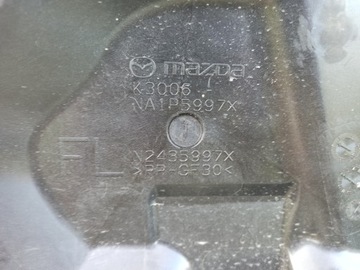 mazda
K3006
NA1P5997X
FL
N2435997X
>PP-GF30<